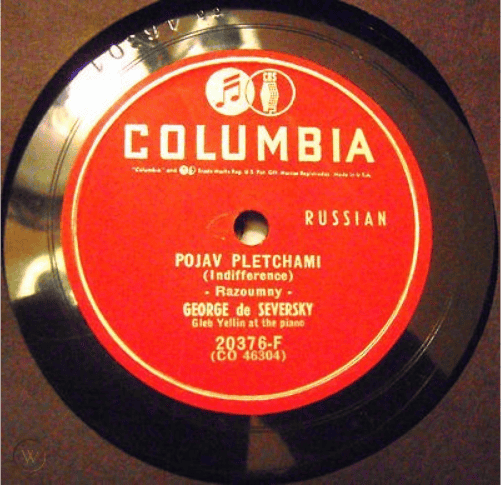 CBS
COLUMBIA
"Columbia" and Trade Marks Reg. U.S. Pat. Off. Marcas Registradas. Made in U.S.A.
RUSSIAN
POJAV PLETCHAMI
(Indifference)
- Razoumny -
GEORGE de SEVERSKY
Gleb Yellin at the piano
20376-F
(CO 46304)
W